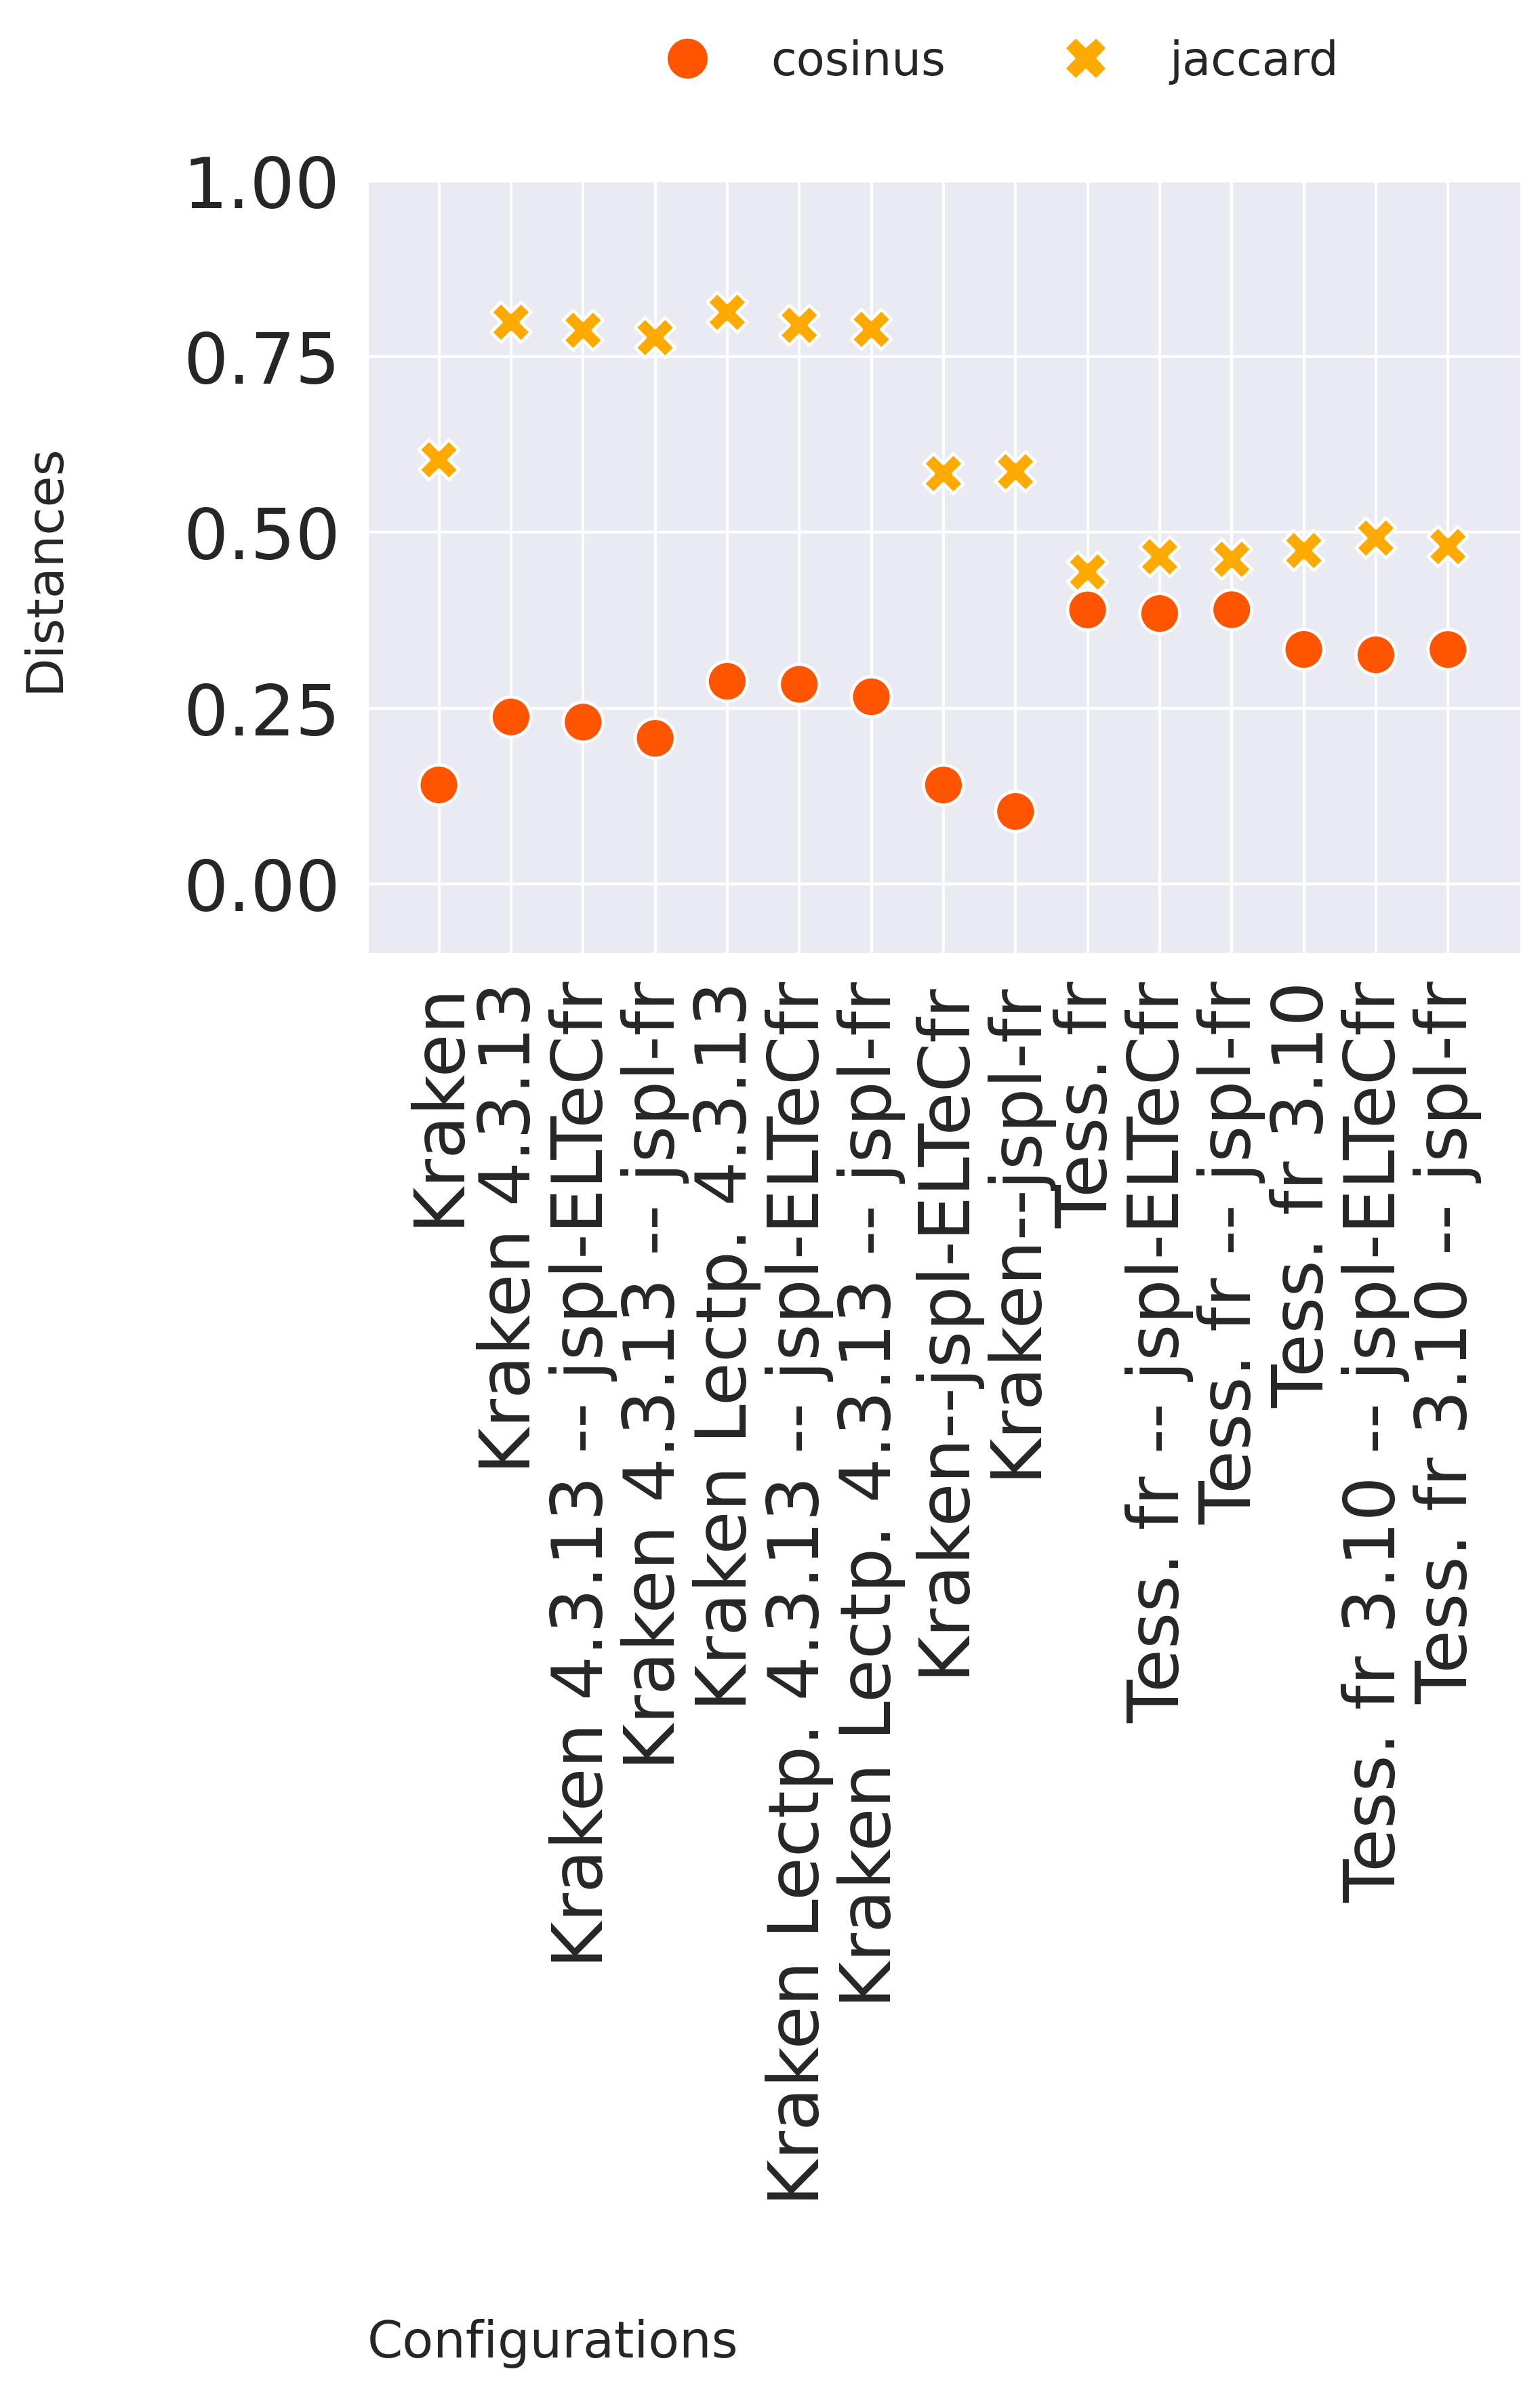 cosinus
jaccard
1.00
0.75
0.50
0.25
0.00
Distances
Kraken
Kraken 4.3.13
Kraken 4.3.13 -- jspl-ELTeCfr
Kraken 4.3.13 -- jspl-fr
Kraken Lectp. 4.3.13
Kraken Lectp. 4.3.13 -- jspl-ELTeCfr
Kraken Lectp. 4.3.13 -- jspl-fr
Kraken--jspl-ELTeCfr
Kraken--jspl-fr
Tess. fr
Tess. fr -- jspl-ELTeCfr
Tess. fr -- jspl-fr
Tess. fr 3.10
Tess. fr 3.10 -- jspl-ELTeCfr
Tess. fr 3.10 -- jspl-fr
Configurations